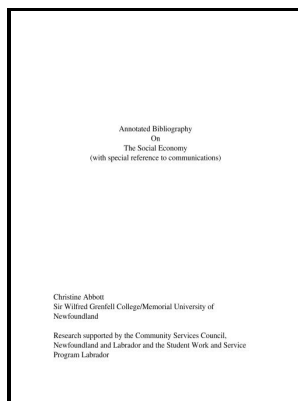 Annotated Bibliography
On
The Social Economy
(with special reference to communications)
Christine Abbott
Sir Wilfred Grenfell College/Memorial University of
Newfoundland
Research supported by the Community Services Council,
Newfoundland and Labrador and the Student Work and Service
Program Labrador